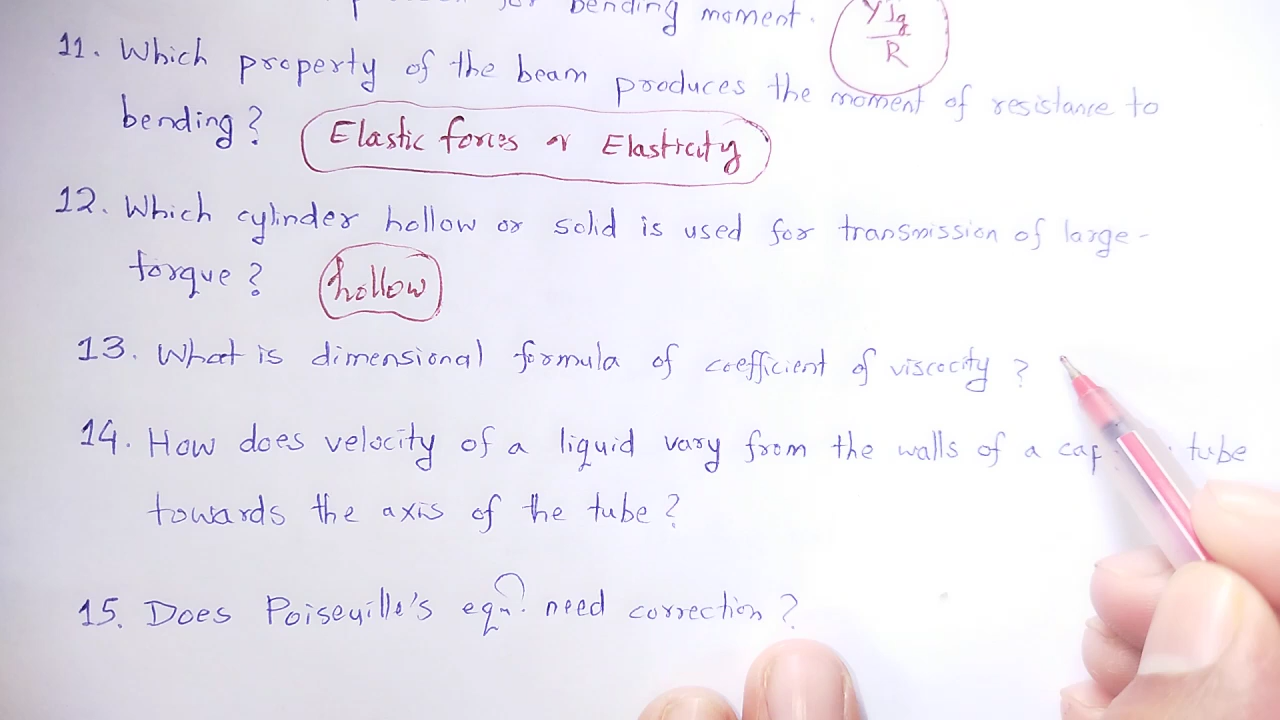 for bending moment. YIg
R
11. Which property of the beam produces the moment of resistance to
bending? Elastic forces or Elasticity
12. Which cylinder hollow or solid is used for transmission of large-
torque? hollow
13. What is dimensional formula of coefficient of viscocity ?
14. How does velocity of a liquid vary from the walls of a cap tube
towards the axis of the tube?
15. Does Poiseuille's eqn. need correction?